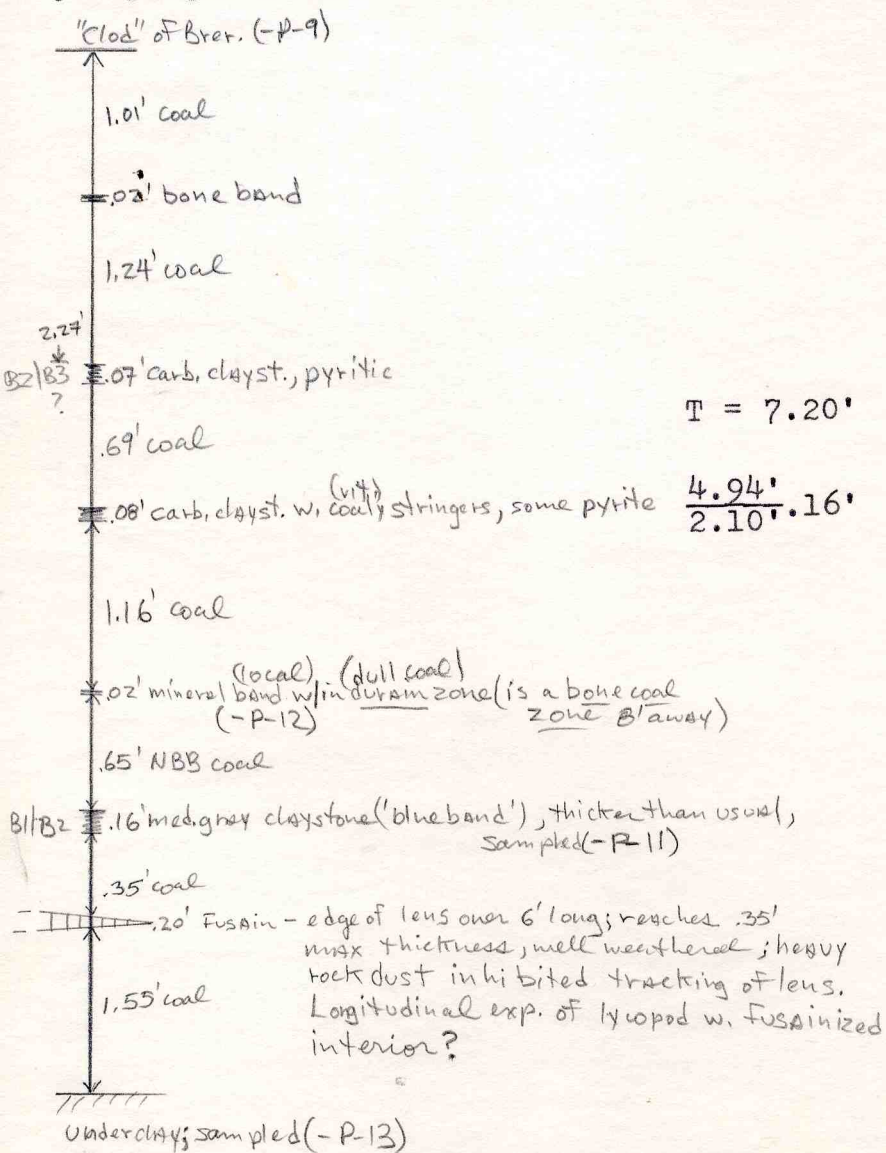 "Clod" of Brer. (-P-9)
1.01' coal
.02' bone band
1.24' coal
2.27'
B2|B3 .07' carb. clayst., pyritic
?
.69' coal
T = 7.20'
(vit)
.08' carb. clayst. w. coaly stringers, some pyrite
4.94'
2.10' .16'
1.16' coal
(local) (dull coal)
.02' mineral band w/in durain zone (is a bone coal
(-P-12) zone 8' away)
.65' NBB coal
B1/B2 .16' med. gray claystone ('blue band'), thicker than usual,
sampled (-P-11)
.35' coal
.20' Fusain - edge of lens over 6' long; reaches .35'
max thickness, well weathered; heavy
rock dust inhibited tracking of lens.
1.55' coal
Longitudinal exp. of lycopod w. fusainized
interior?
Underclay; sampled (-P-13)